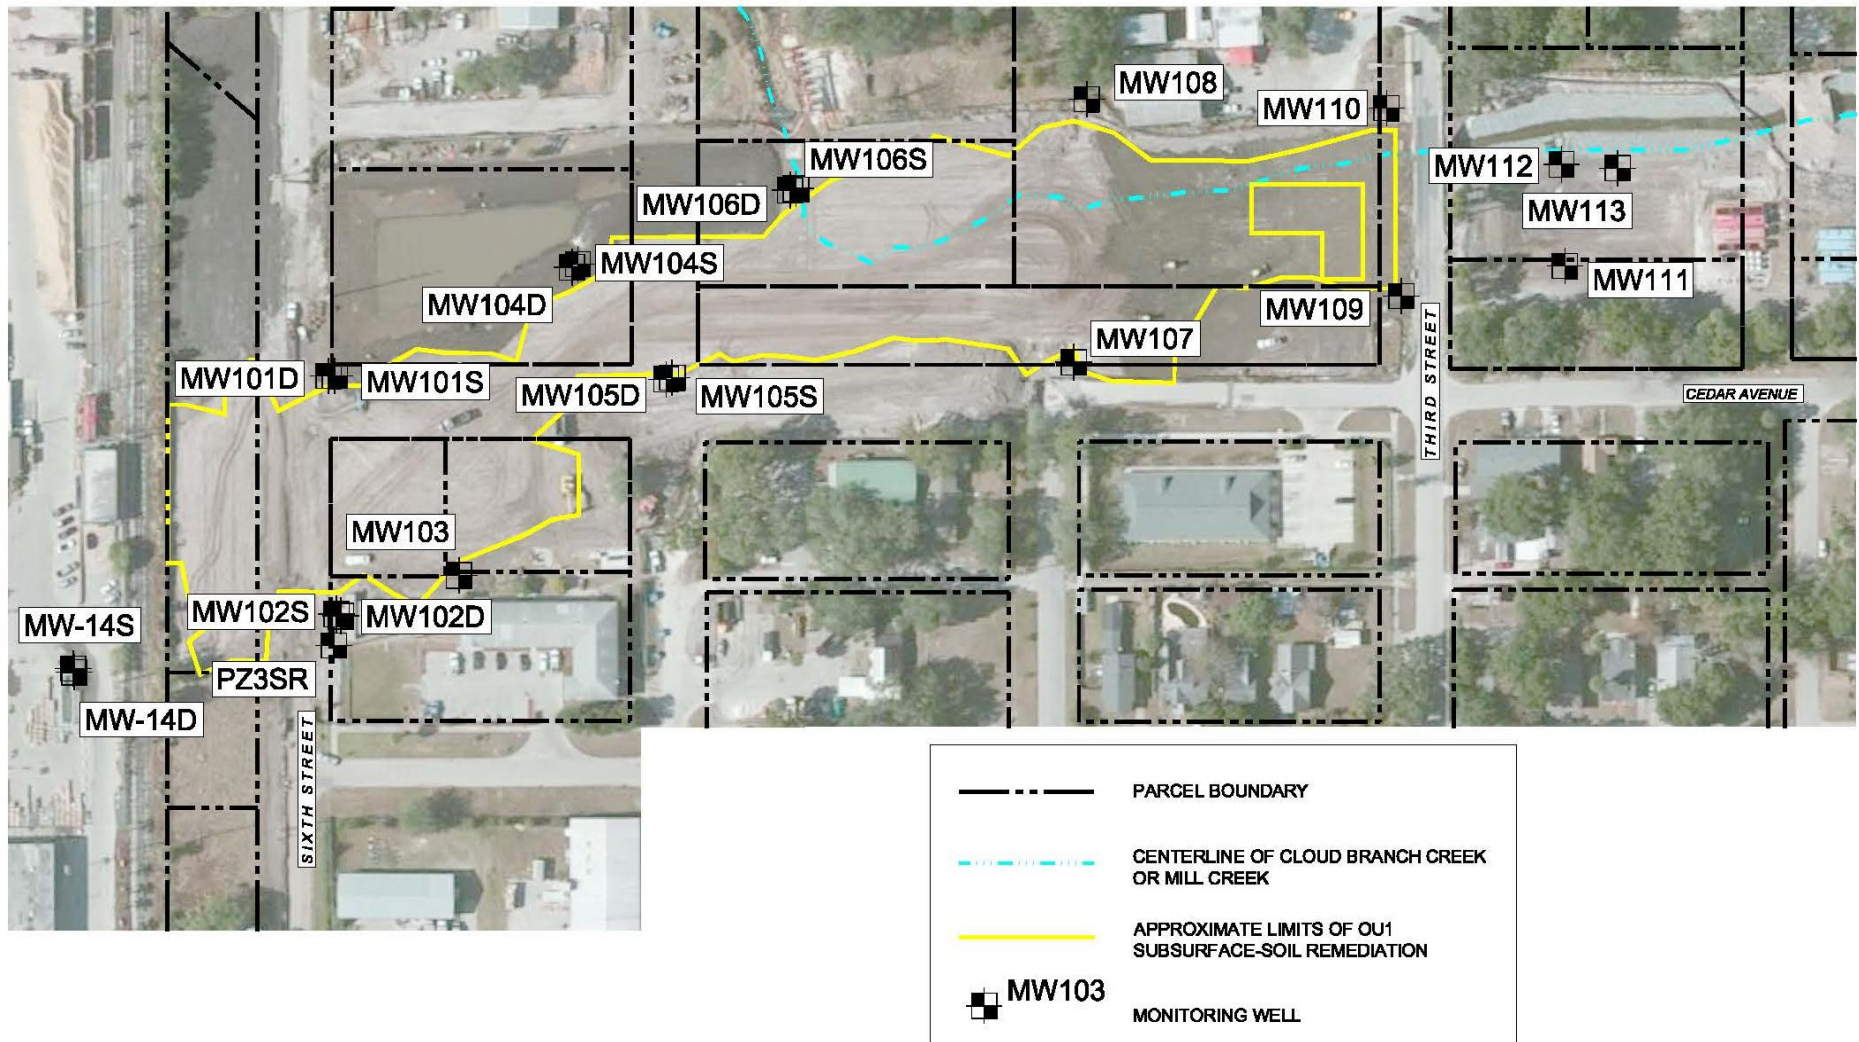 MW108
MW110
MW106S
MW112
MW106D
MW113
MW104S
MW111
MW104D
MW109
MW107
THIRD STREET
MW101D
MW101S
MW105D
MW105S
CEDAR AVENUE
MW103
MW102S
MW102D
MW-14S
PZ3SR
MW-14D
SIXTH STREET
PARCEL BOUNDARY
CENTERLINE OF CLOUD BRANCH CREEK
OR MILL CREEK
APPROXIMATE LIMITS OF OU1
SUBSURFACE-SOIL REMEDIATION
MW103
MONITORING WELL